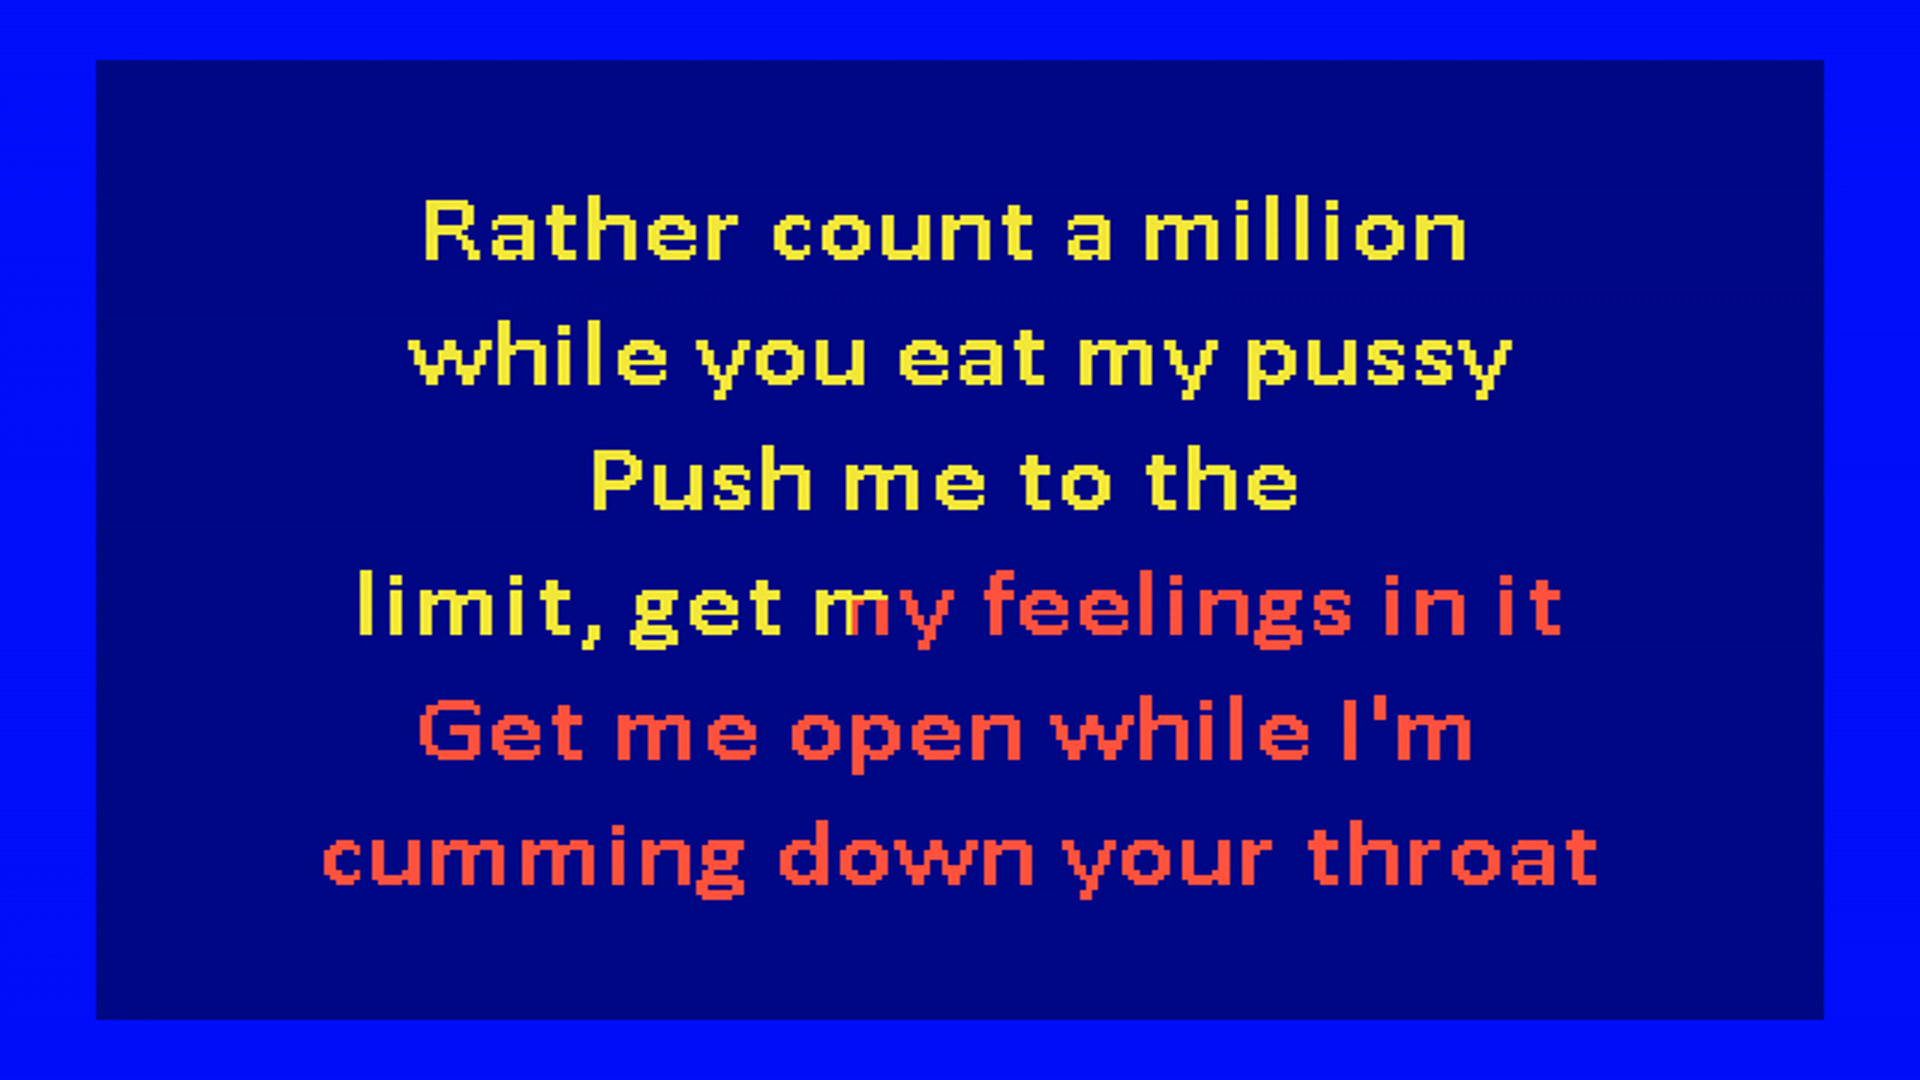 Rather count a million
while you eat my pussy
Push me to the
limit, get my feelings in it
Get me open while I'm
cumming down your throat